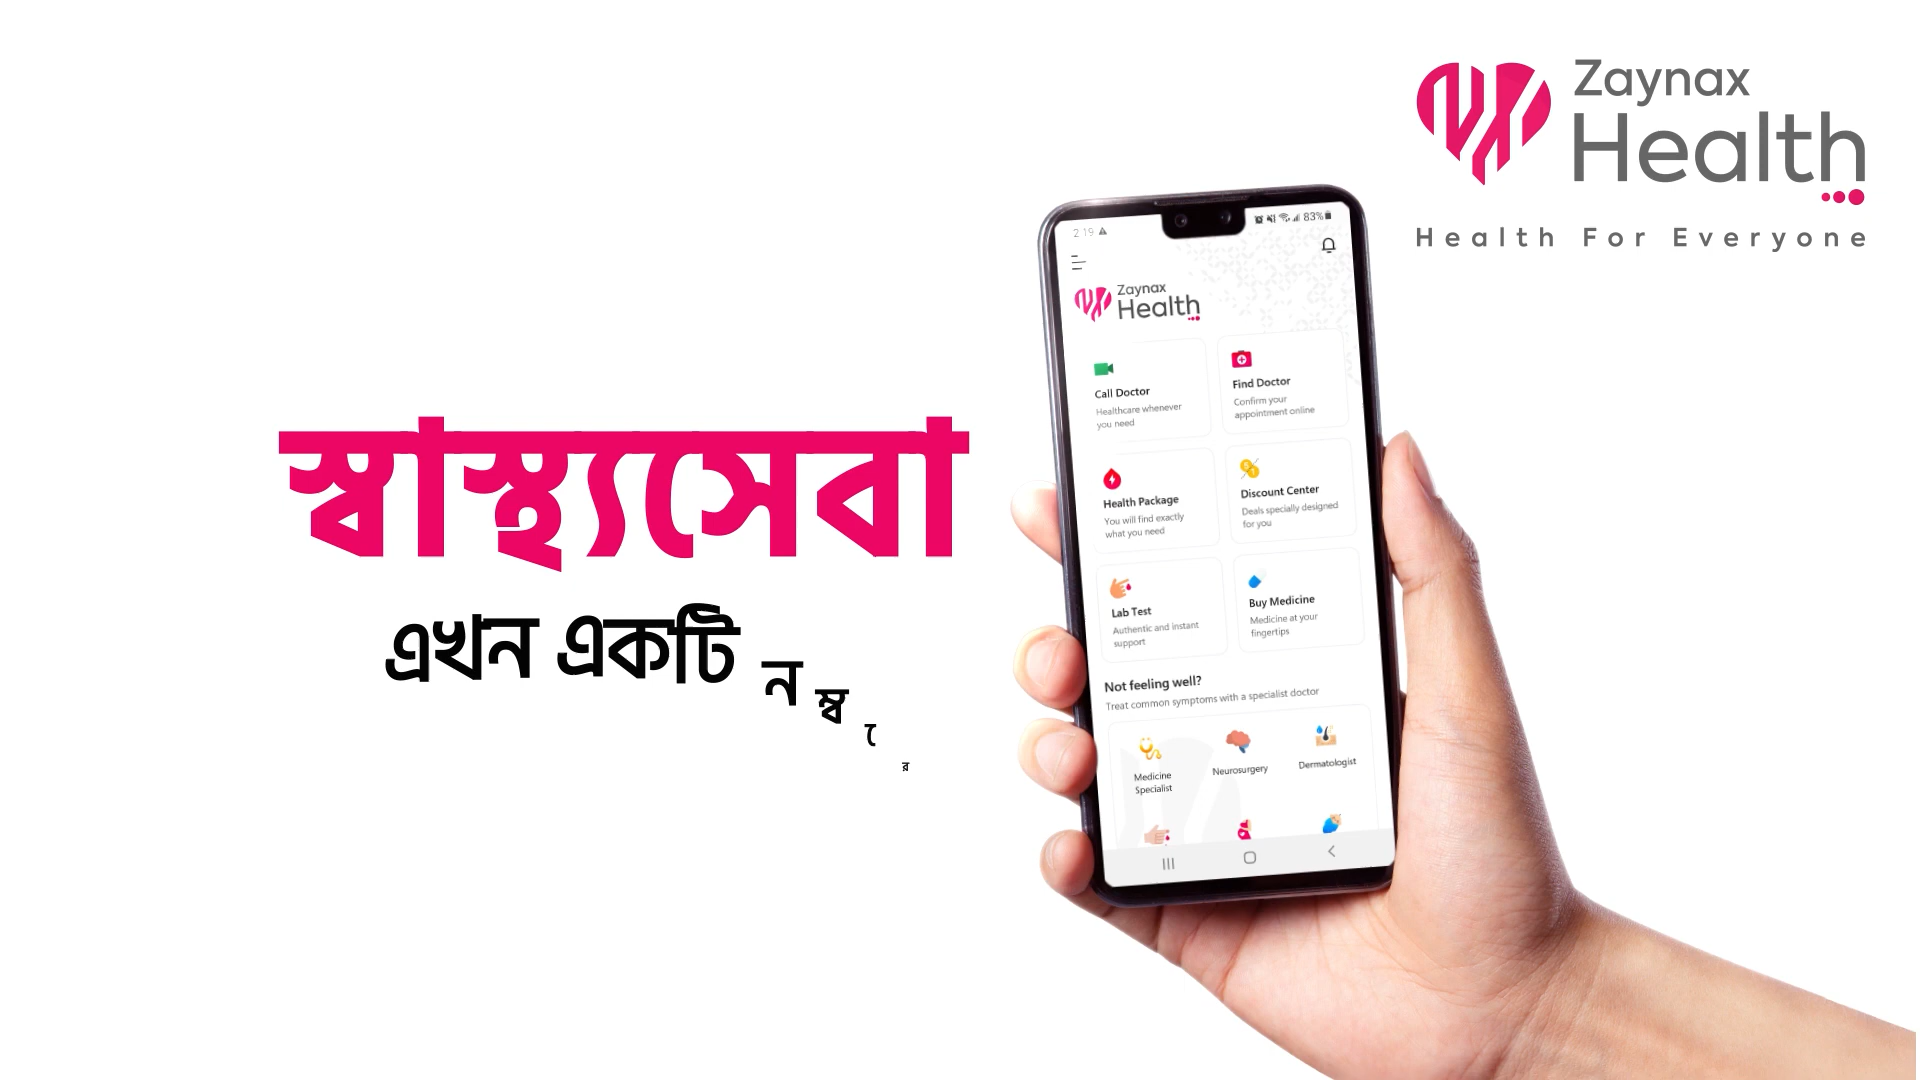 Zaynax
Health
Health For Everyone
স্বাস্থ্যসেবা
এখন একটি নম্বরে
2 19
83%
Zaynax
Health
Call Doctor
Healthcare whenever
you need
Find Doctor
Confirm your
appointment online
Health Package
You will find exactly
what you need
Discount Center
Deals specially designed
for you
Lab Test
Authentic and instant
support
Buy Medicine
Medicine at your
fingertips
Not feeling well?
Treat common symptoms with a specialist doctor
Medicine
Specialist
Neurosurgery
Dermatologist